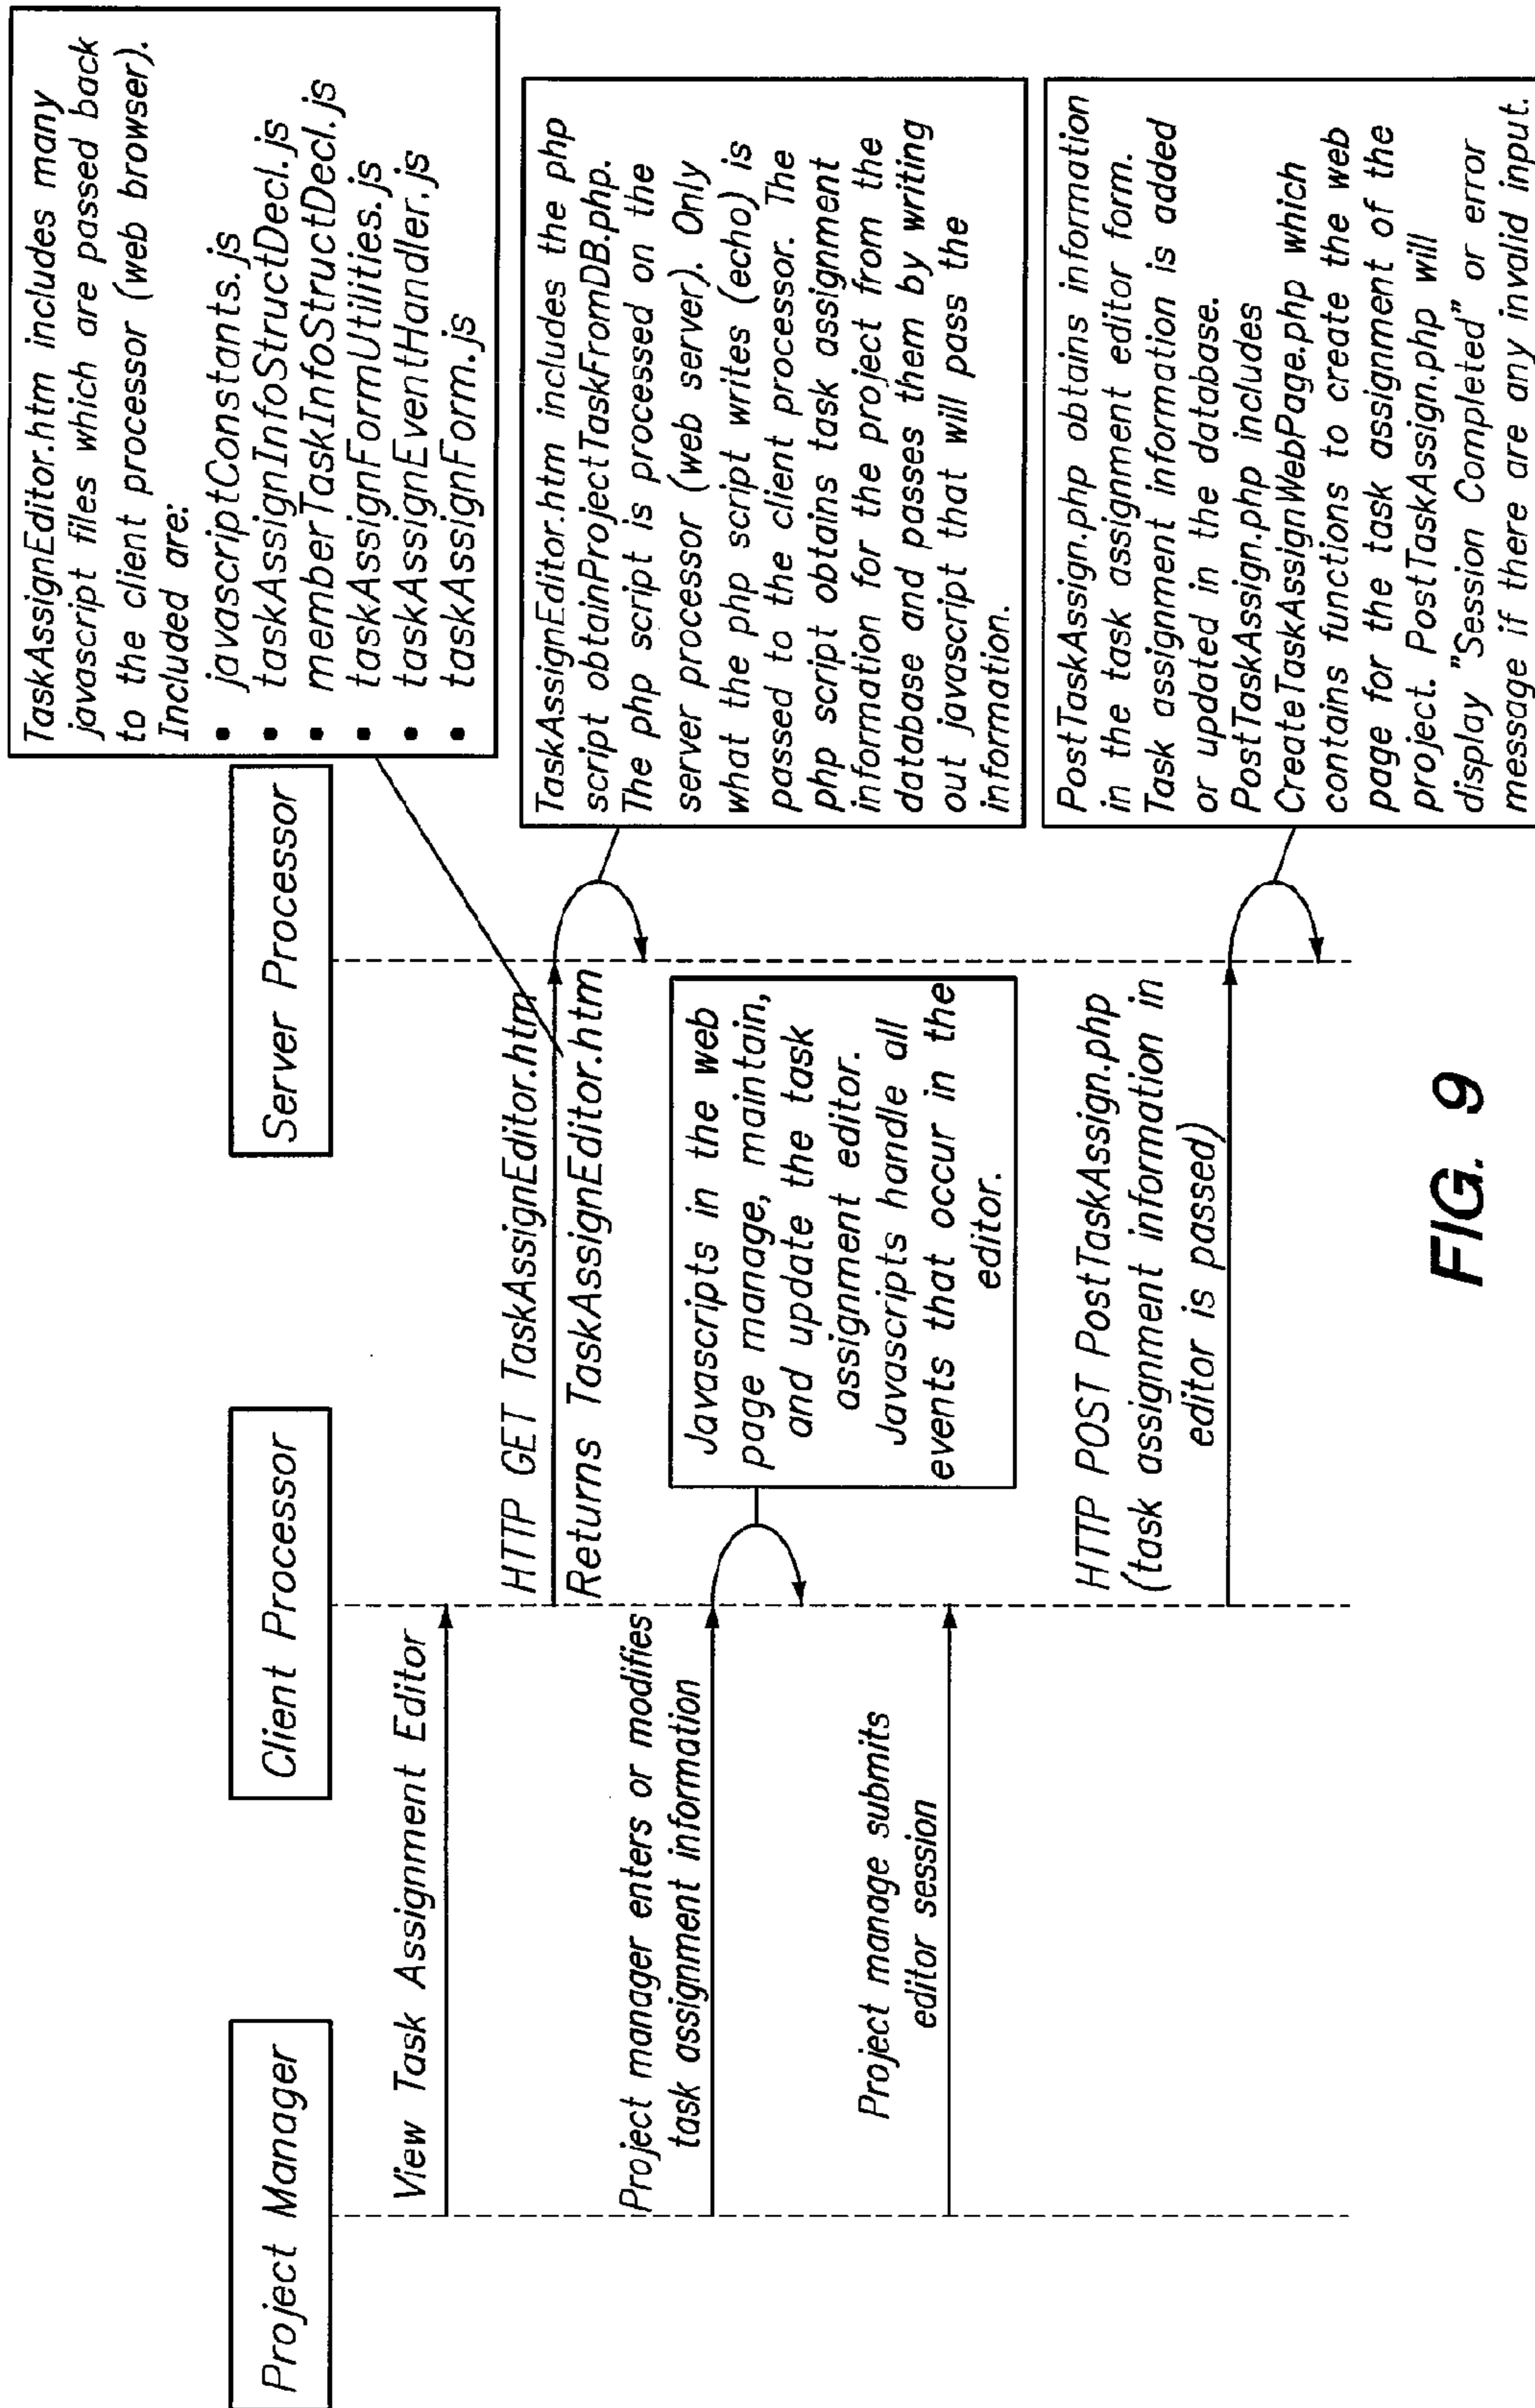 Project Manager
Client Processor
Server Processor
TaskAssignEditor.htm includes many
javascript files which are passed back
to the client processor (web browser).
Included are:
• javascriptConstants.js
• taskAssignInfoStructDecl.js
• memberTaskInfoStructDecl.js
• taskAssignFormUtilities.js
• taskAssignEventHandler.js
• taskAssignForm.js
View Task Assignment Editor
HTTP GET TaskAssignEditor.htm
Returns TaskAssignEditor.htm
TaskAssignEditor.htm includes the php
script obtainProjectTaskFromDB.php.
The php script is processed on the
server processor (web server). Only
what the php script writes (echo) is
passed to the client processor. The
php script obtains task assignment
information for the project from the
database and passes them by writing
out javascript that will pass the
information.
Project manager enters or modifies
task assignment information
Javascripts in the web
page manage, maintain,
and update the task
assignment editor.
Javascripts handle all
events that occur in the
editor.
Project manage submits
editor session
HTTP POST PostTaskAssign.php
(task assignment information in
editor is passed)
PostTaskAssign.php obtains information
in the task assignment editor form.
Task assignment information is added
or updated in the database.
PostTaskAssign.php includes
CreateTaskAssignWebPage.php which
contains functions to create the web
page for the task assignment of the
project. PostTaskAssign.php will
display "Session Completed" or error
message if there are any invalid input.
FIG. 9